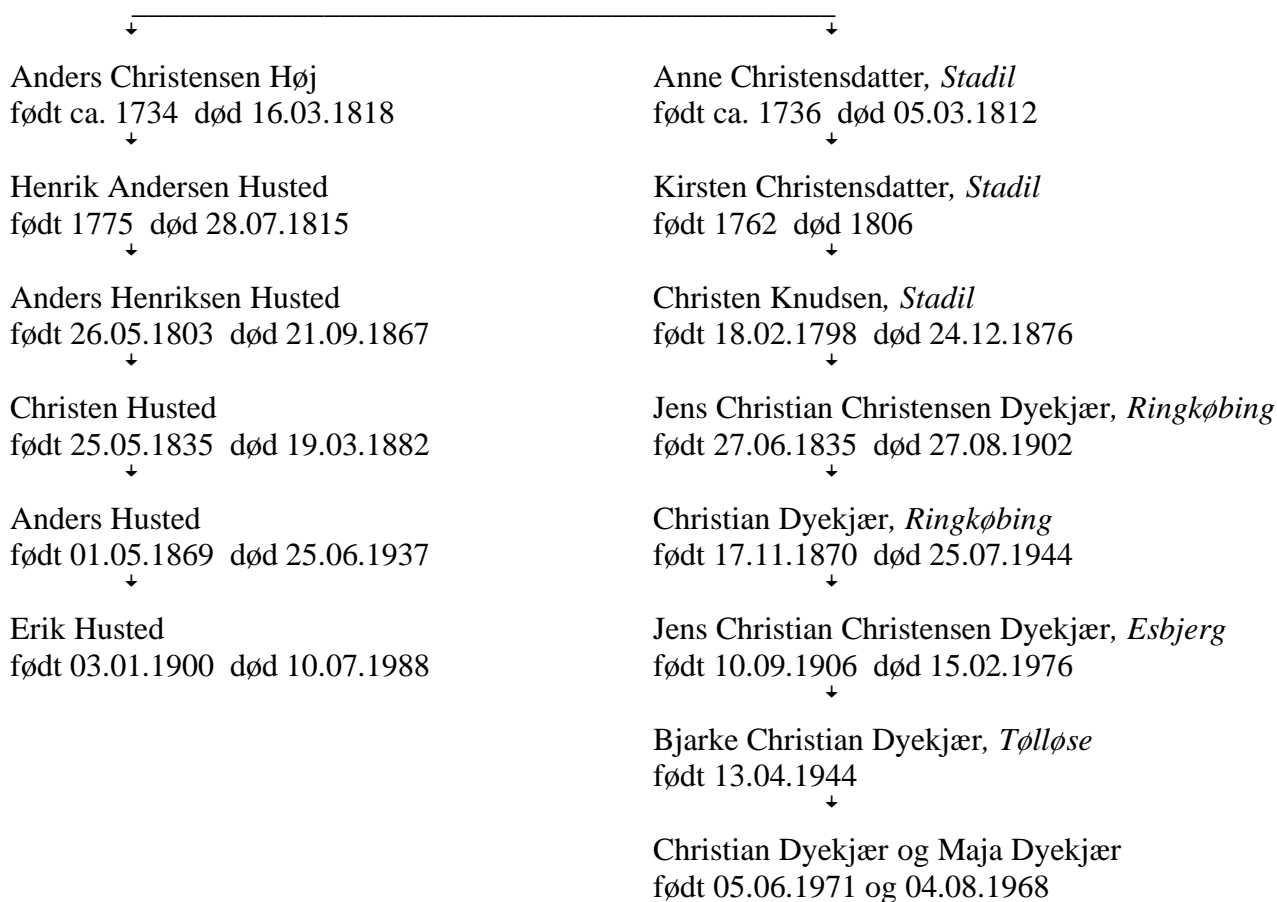 Anders Christensen Høj
født ca. 1734 død 16.03.1818
Henrik Andersen Husted
født 1775 død 28.07.1815
Anders Henriksen Husted
født 26.05.1803 død 21.09.1867
Christen Husted
født 25.05.1835 død 19.03.1882
Anders Husted
født 01.05.1869 død 25.06.1937
Erik Husted
født 03.01.1900 død 10.07.1988
Anne Christensdatter, Stadil
født ca. 1736 død 05.03.1812
Kirsten Christensdatter, Stadil
født 1762 død 1806
Christen Knudsen, Stadil
født 18.02.1798 død 24.12.1876
Jens Christian Christensen Dyekjær, Ringkøbing
født 27.06.1835 død 27.08.1902
Christian Dyekjær, Ringkøbing
født 17.11.1870 død 25.07.1944
Jens Christian Christensen Dyekjær, Esbjerg
født 10.09.1906 død 15.02.1976
Bjarke Christian Dyekjær, Tølløse
født 13.04.1944
Christian Dyekjær og Maja Dyekjær
født 05.06.1971 og 04.08.1968